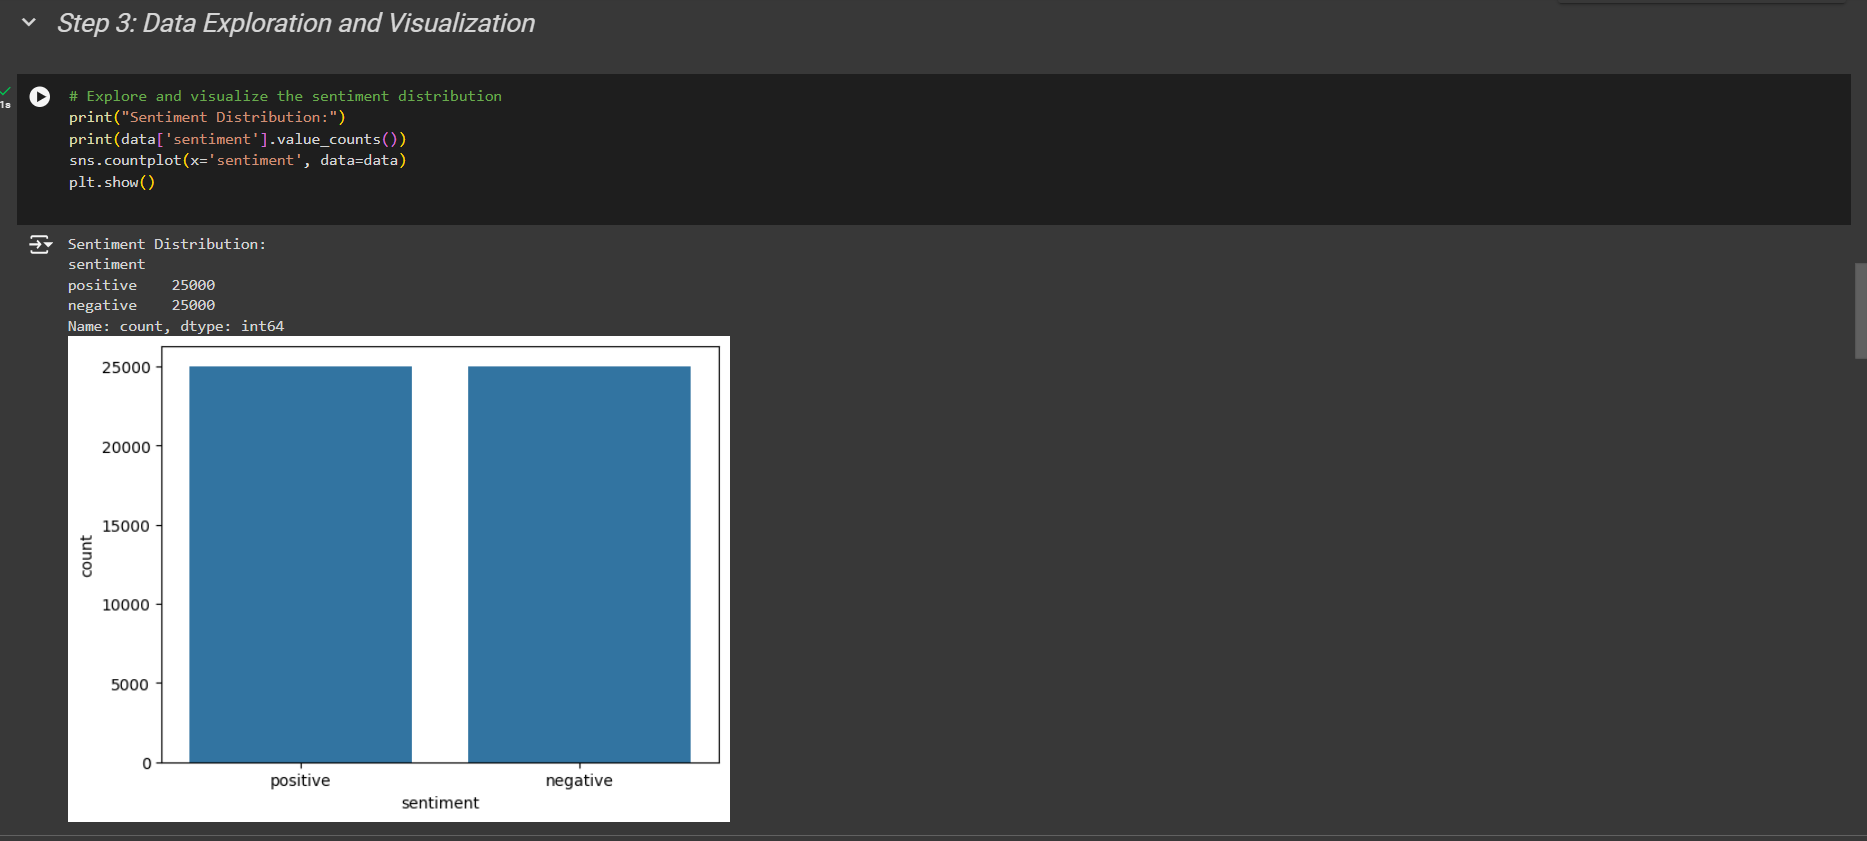 Step 3: Data Exploration and Visualization
1s
# Explore and visualize the sentiment distribution
print("Sentiment Distribution:")
print(data['sentiment'].value_counts())
sns.countplot(x='sentiment', data=data)
plt.show()
Sentiment Distribution:
sentiment
positive    25000
negative    25000
Name: count, dtype: int64
25000
20000
15000
10000
5000
0
count
positive negative
sentiment